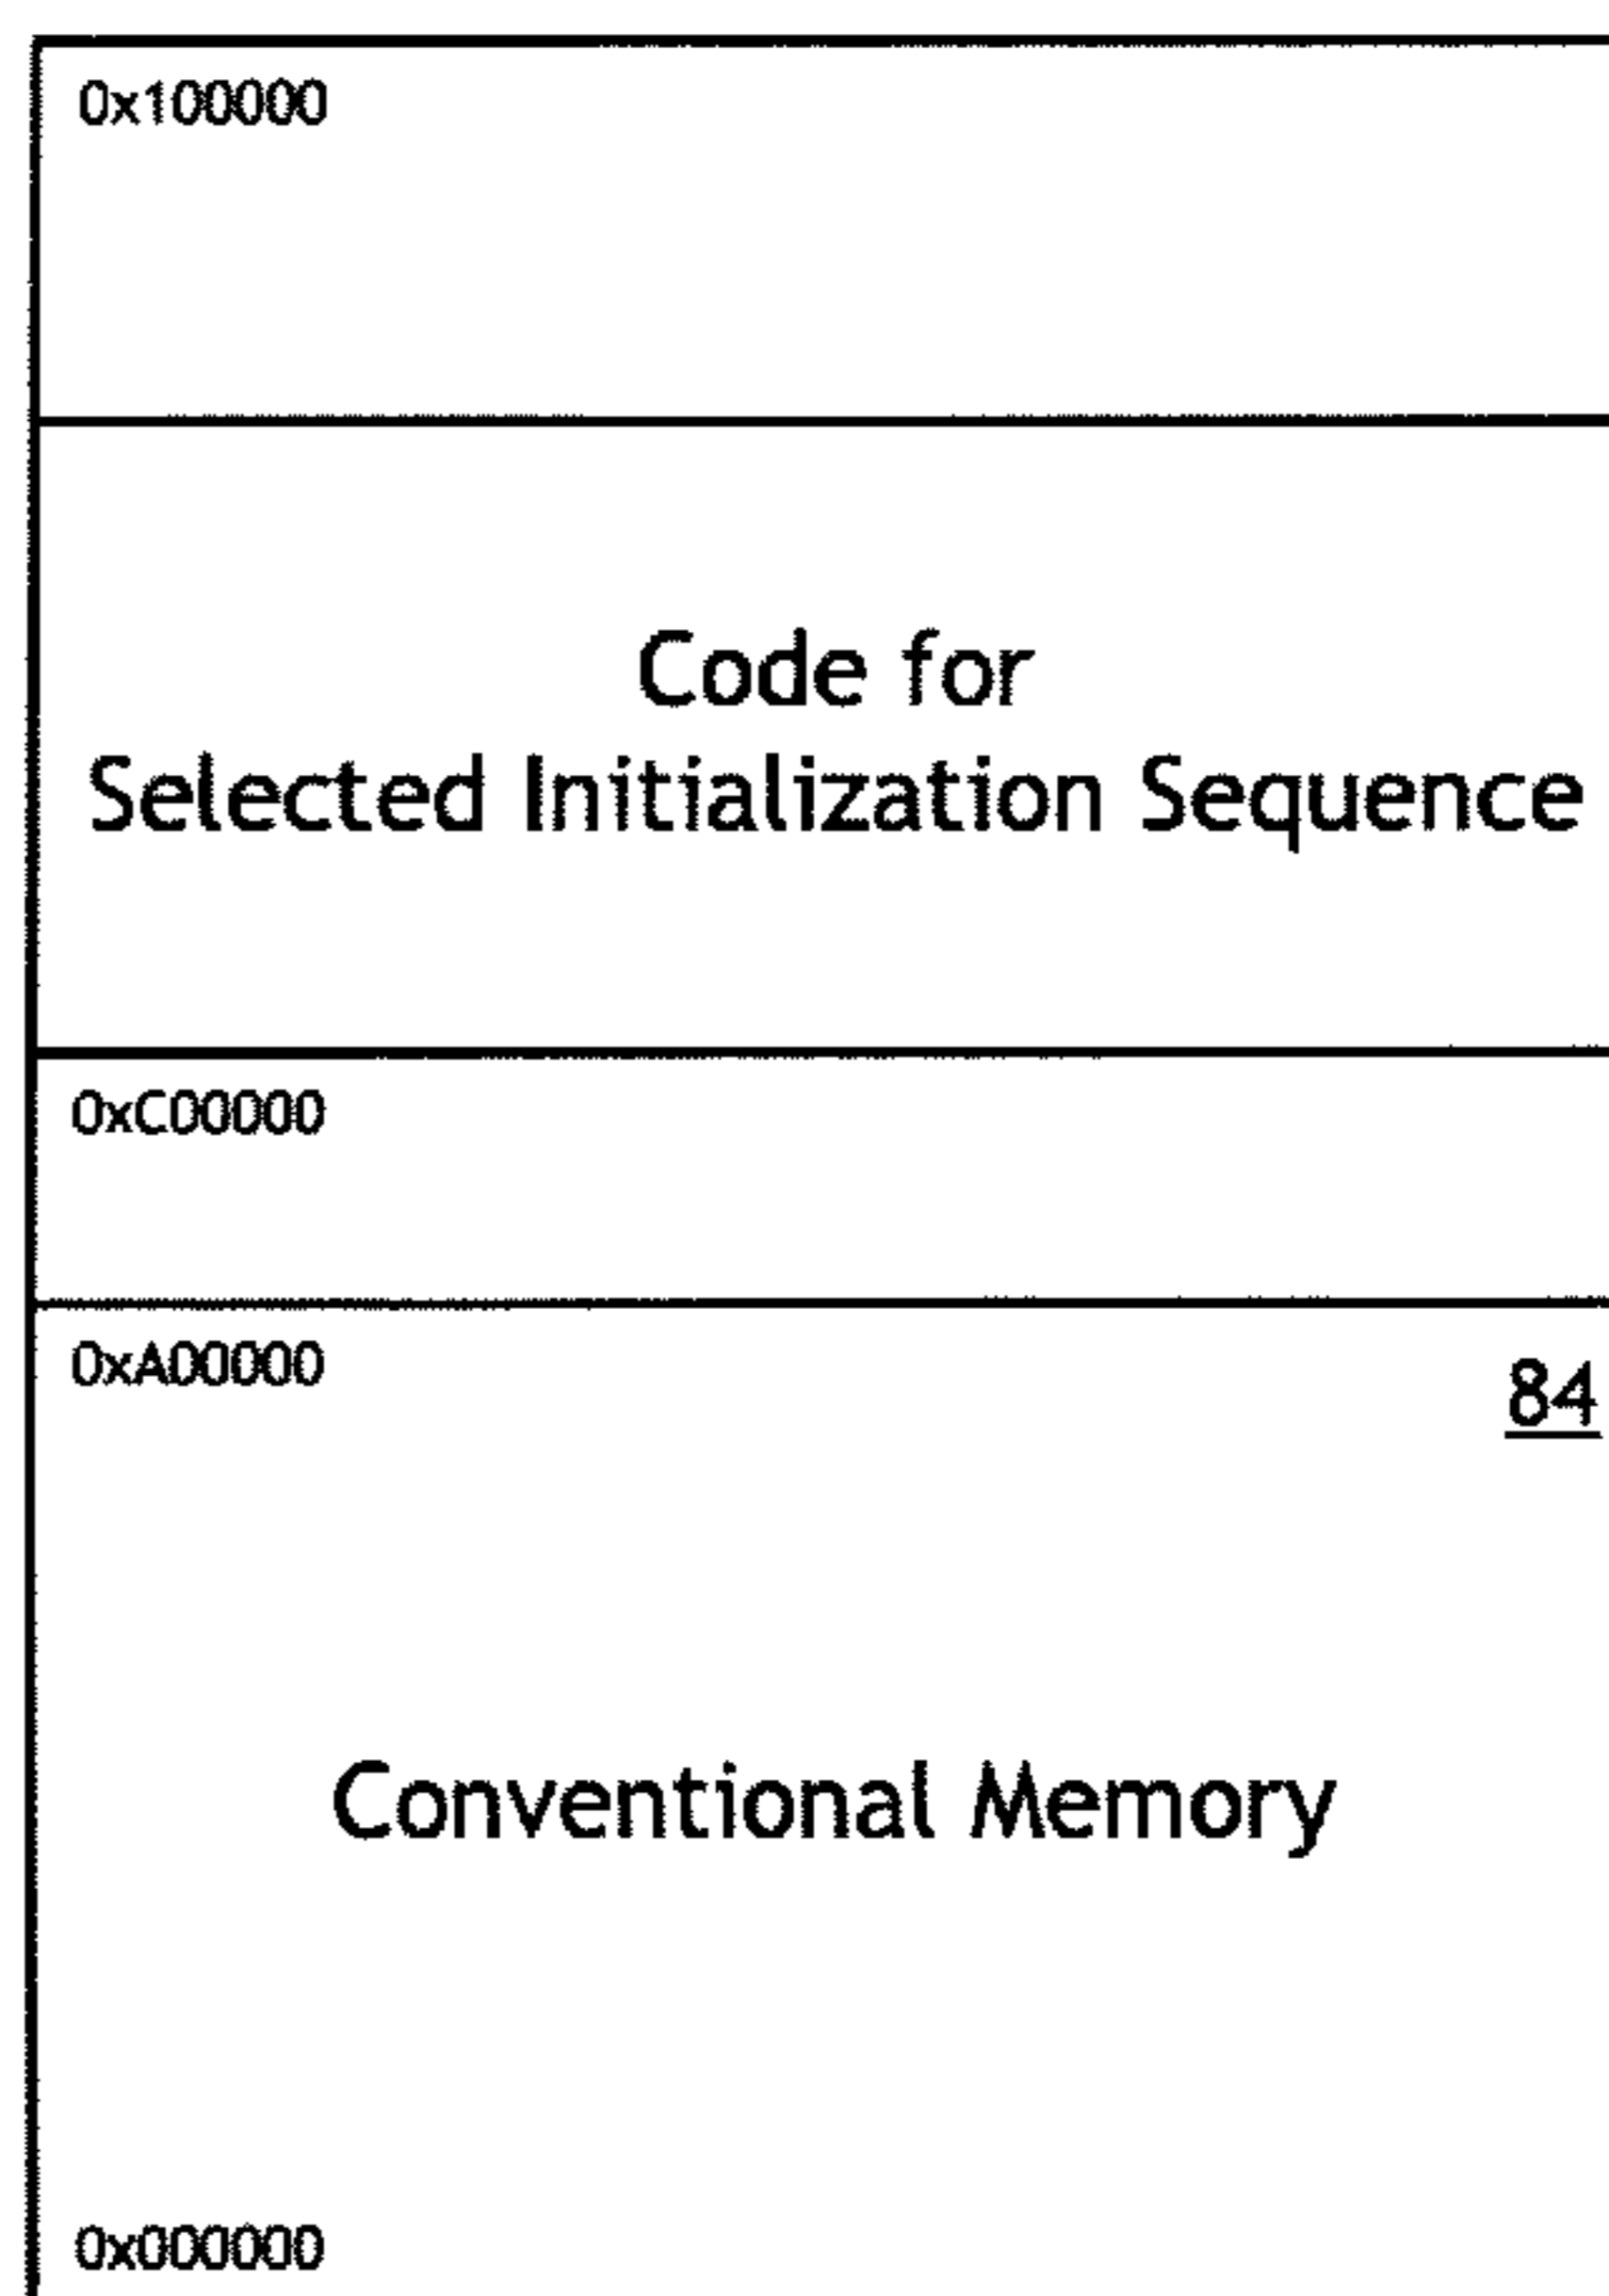 0x100000
Code for
Selected Initialization Sequence
0xC00000
0xA00000
84
Conventional Memory
0x000000